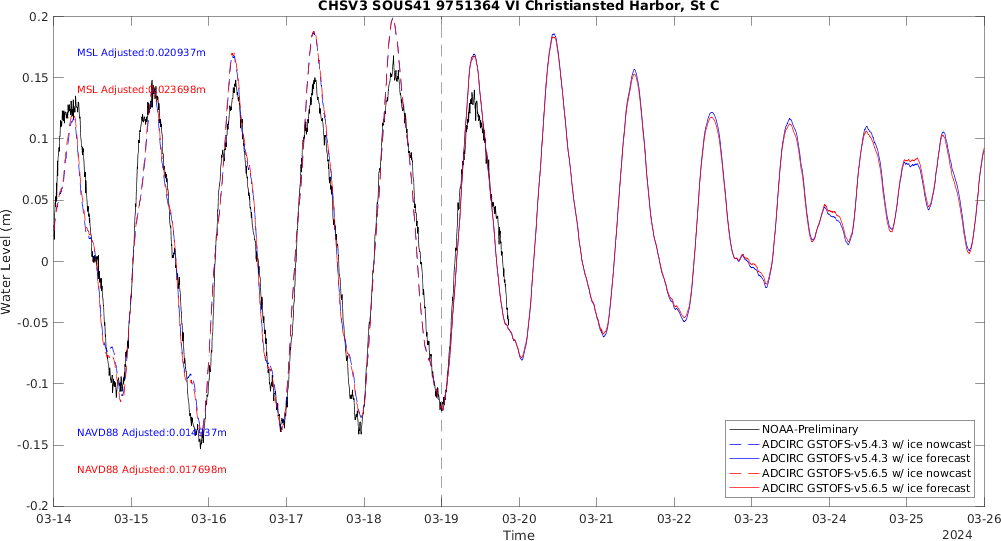 CHSV3 SOUS41 9751364 VI Christiansted Harbor, St C
0.2
0.15
0.1
0.05
0
-0.05
-0.1
-0.15
-0.2
Water Level (m)
MSL Adjusted:0.020937m
MSL Adjusted:0.023698m
NAVD88 Adjusted:0.014937m
NAVD88 Adjusted:0.017698m
NOAA-Preliminary
ADCIRC GSTOFS-v5.4.3 w/ ice nowcast
ADCIRC GSTOFS-v5.4.3 w/ ice forecast
ADCIRC GSTOFS-v5.6.5 w/ ice nowcast
ADCIRC GSTOFS-v5.6.5 w/ ice forecast
03-14 03-15 03-16 03-17 03-18 03-19 03-20 03-21 03-22 03-23 03-24 03-25 03-26
Time
2024